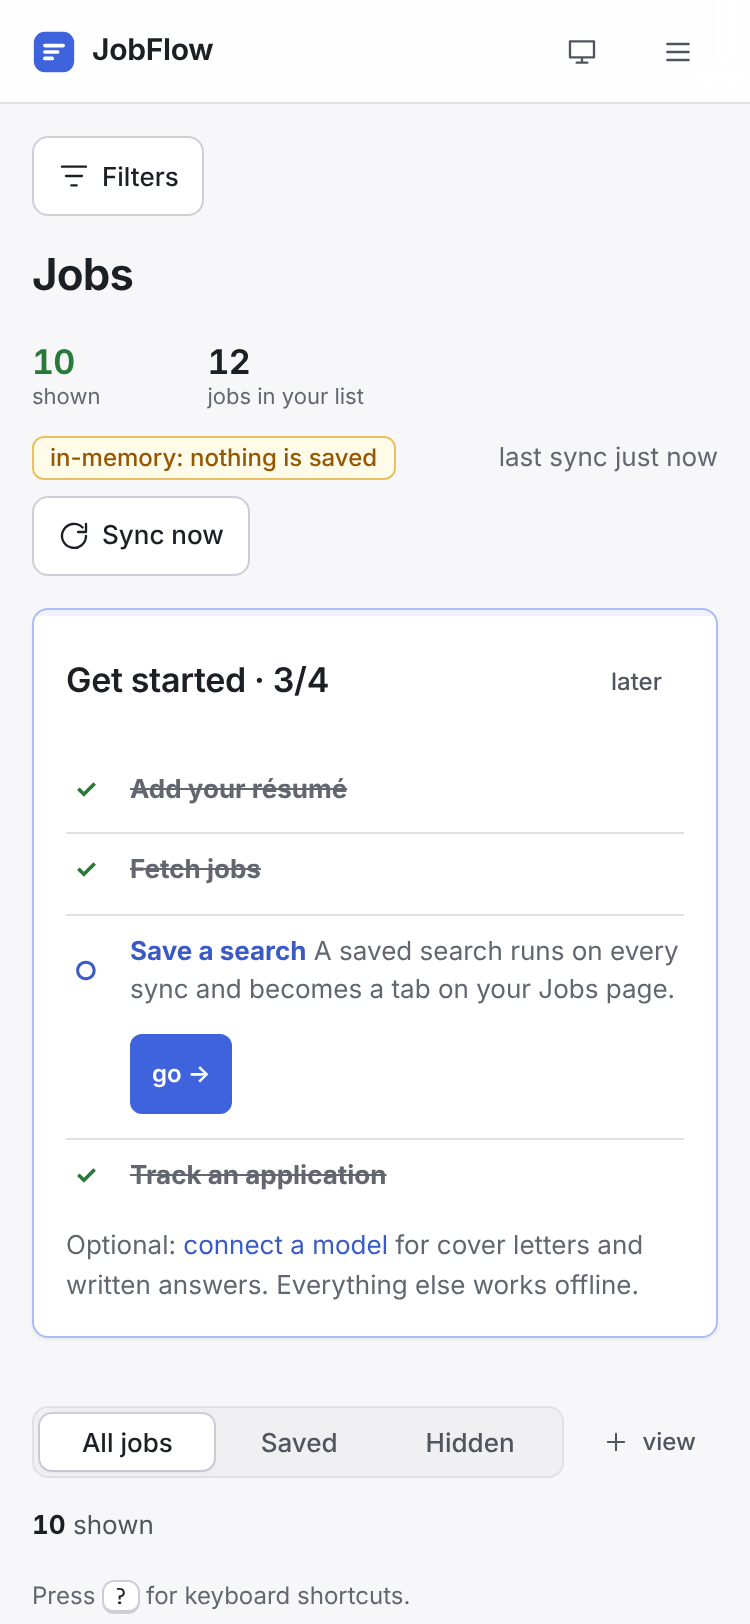 JobFlow
Filters
Jobs
10
shown
12
jobs in your list
in-memory: nothing is saved
last sync just now
Sync now
Get started · 3/4
later
Add your résumé
Fetch jobs
Save a search A saved search runs on every
sync and becomes a tab on your Jobs page.
go →
Track an application
Optional: connect a model for cover letters and
written answers. Everything else works offline.
All jobs
Saved
Hidden
+ view
10 shown
Press ? for keyboard shortcuts.